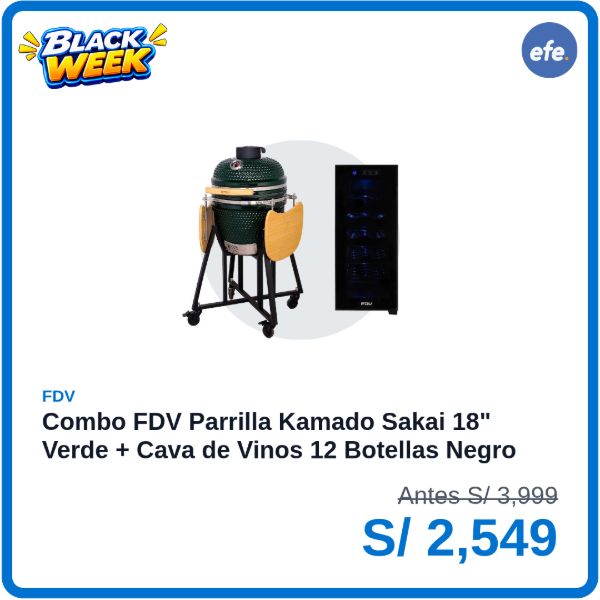 BLACK
WEEK
efe.
FDV
FDV
Combo FDV Parrilla Kamado Sakai 18"
Verde + Cava de Vinos 12 Botellas Negro
Antes S/ 3,999
S/ 2,549